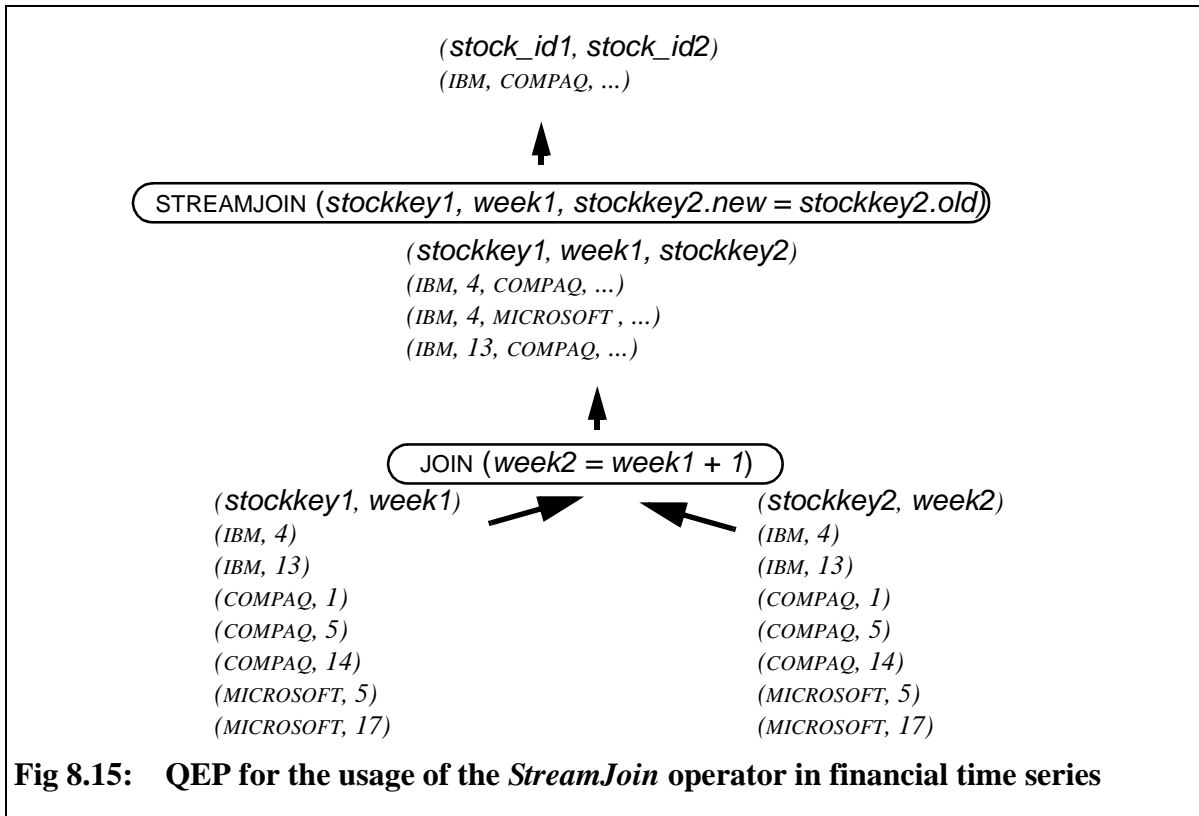 (stock_id1, stock_id2)
(IBM, COMPAQ, ...)
STREAMJOIN (stockkey1, week1, stockkey2.new = stockkey2.old)
(stockkey1, week1, stockkey2)
(IBM, 4, COMPAQ, ...)
(IBM, 4, MICROSOFT , ...)
(IBM, 13, COMPAQ, ...)
JOIN (week2 = week1 + 1)
(stockkey1, week1)
(IBM, 4)
(IBM, 13)
(COMPAQ, 1)
(COMPAQ, 5)
(COMPAQ, 14)
(MICROSOFT, 5)
(MICROSOFT, 17)
(stockkey2, week2)
(IBM, 4)
(IBM, 13)
(COMPAQ, 1)
(COMPAQ, 5)
(COMPAQ, 14)
(MICROSOFT, 5)
(MICROSOFT, 17)
Fig 8.15: QEP for the usage of the StreamJoin operator in financial time series